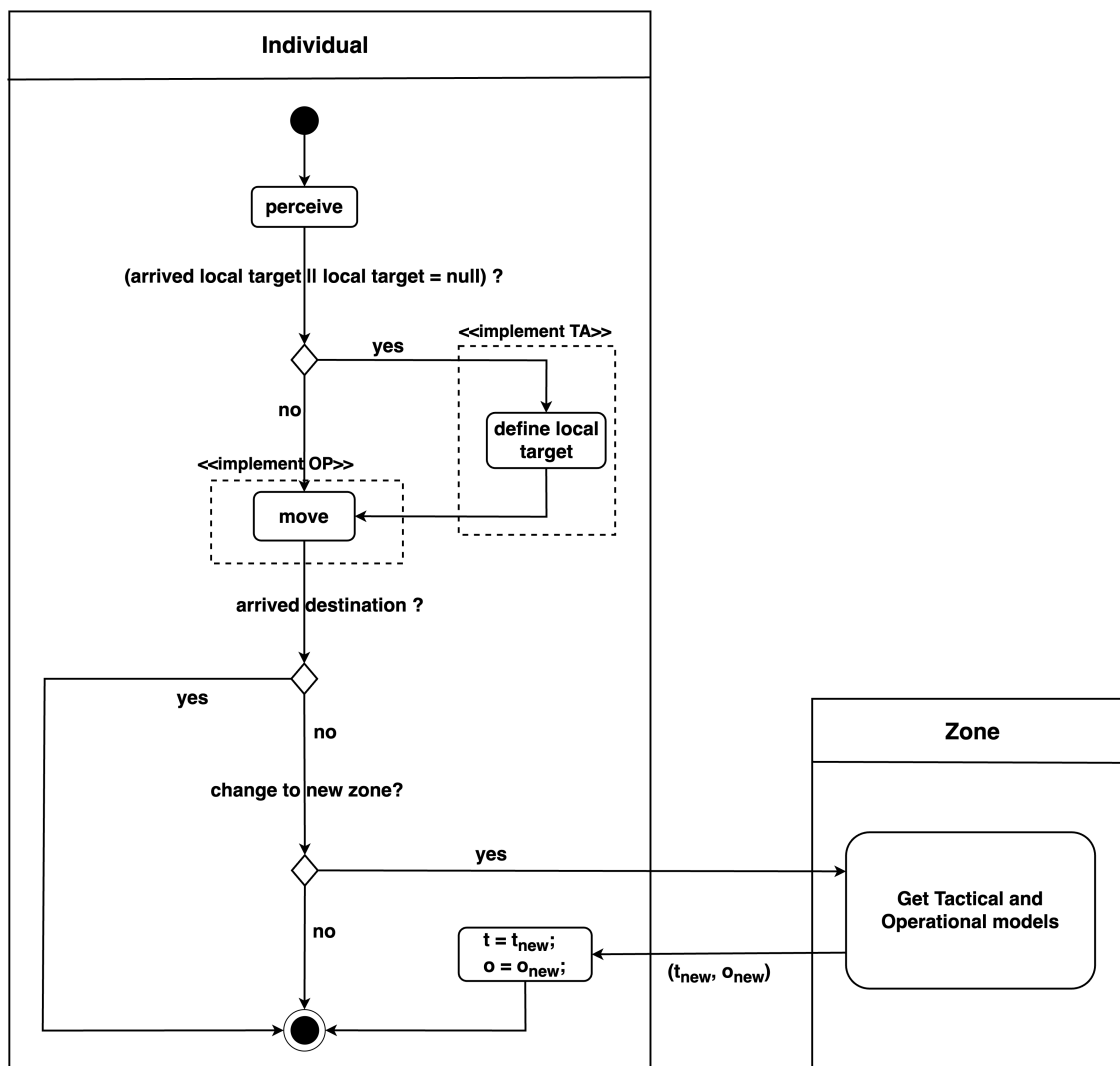 Individual
perceive
(arrived local target || local target = null) ?
<<implement TA>>
yes
define local
target
no
<<implement OP>>
move
arrived destination ?
yes
no
Zone
change to new zone?
yes
Get Tactical and
Operational models
no
t = tnew;
o = onew;
(tnew, onew)